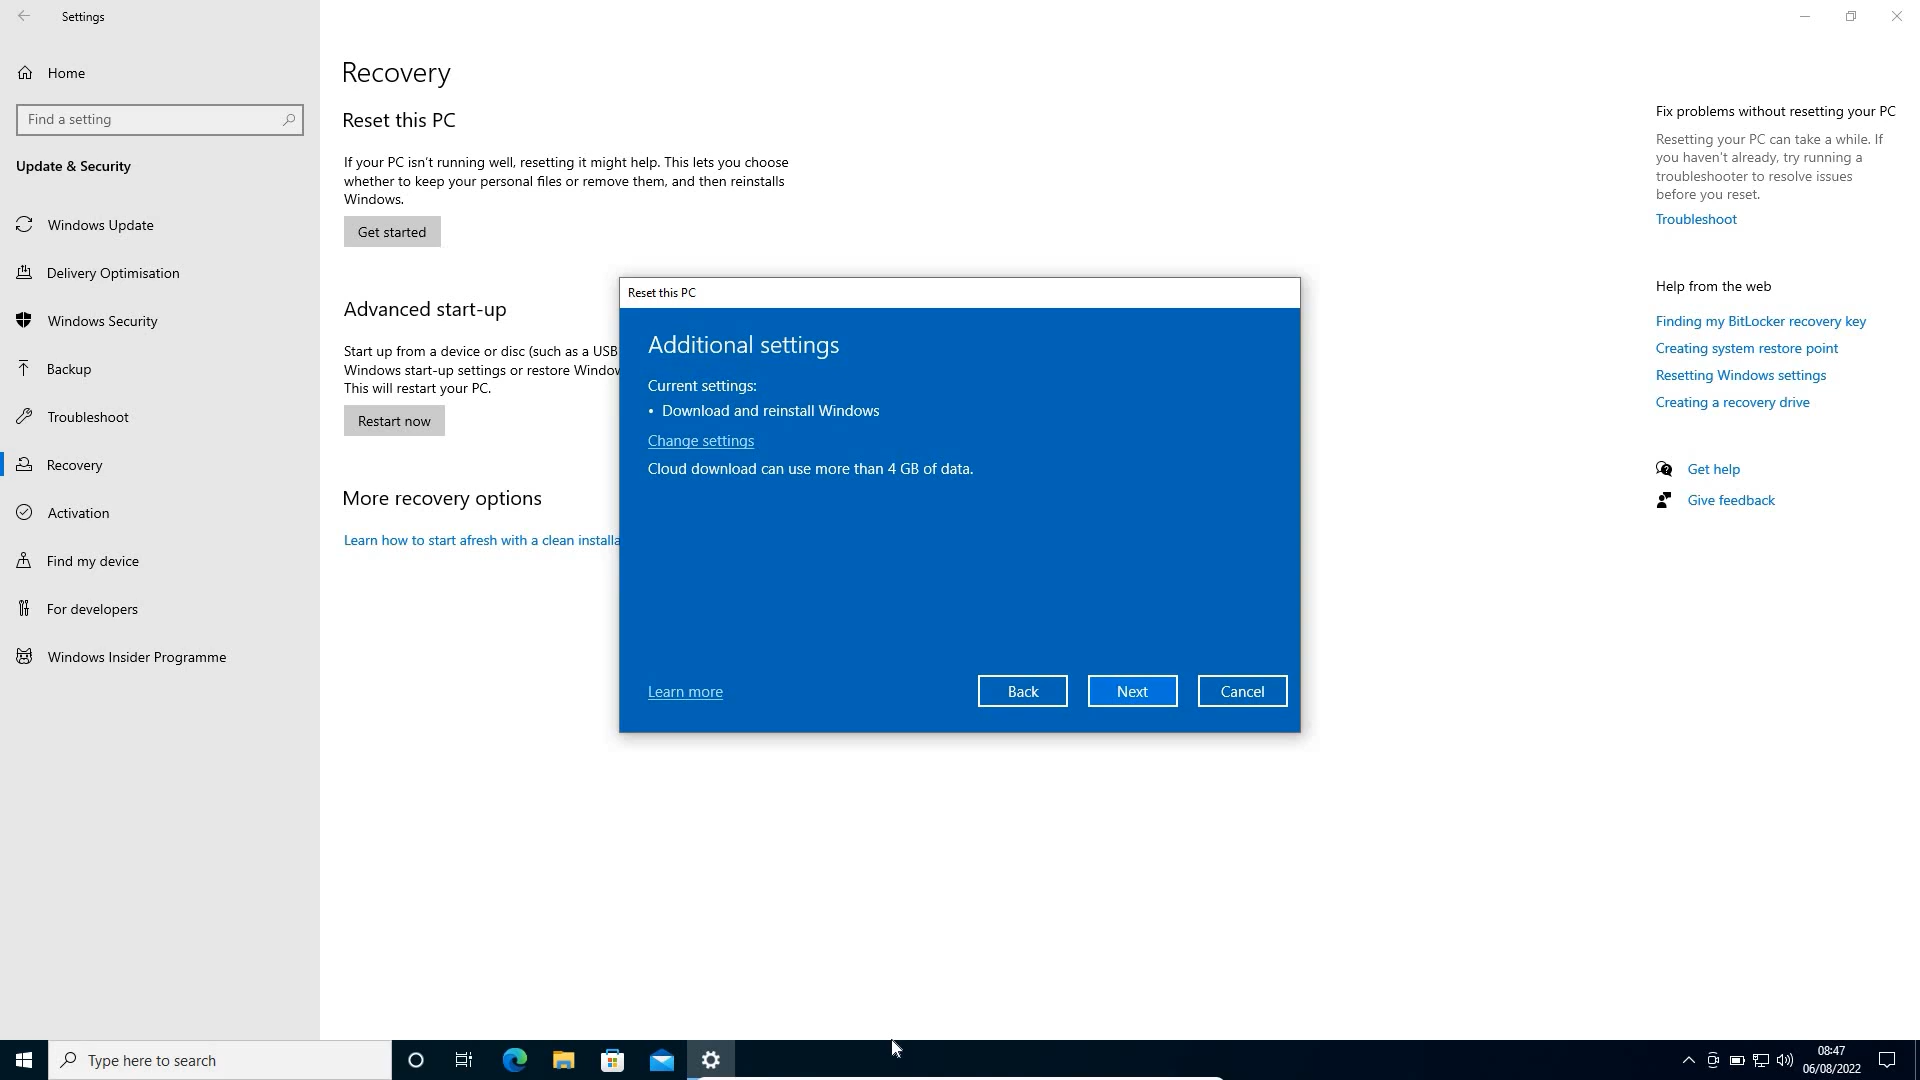 Settings
Home
Find a setting
Update & Security
Windows Update
Delivery Optimisation
Windows Security
Backup
Troubleshoot
Recovery
Activation
Find my device
For developers
Windows Insider Programme
Recovery
Reset this PC
If your PC isn't running well, resetting it might help. This lets you choose
whether to keep your personal files or remove them, and then reinstalls
Windows.
Get started
Advanced start-up
Start up from a device or disc (such as a USB
Windows start-up settings or restore
This will restart your PC.
Restart now
More recovery options
Learn how to start afresh with a clean
Reset this PC
Additional settings
Current settings:
• Download and reinstall Windows
Change settings
Cloud download can use more than 4 GB of data.
Learn more
Back
Next
Cancel
Fix problems without resetting your PC
Resetting your PC can take a while. If
you haven't already, try running a
troubleshooter to resolve issues
before you reset.
Troubleshoot
Help from the web
Finding my BitLocker recovery key
Creating system restore point
Resetting Windows settings
Creating a recovery drive
Get help
Give feedback
Type here to search
08:47
06/08/2022